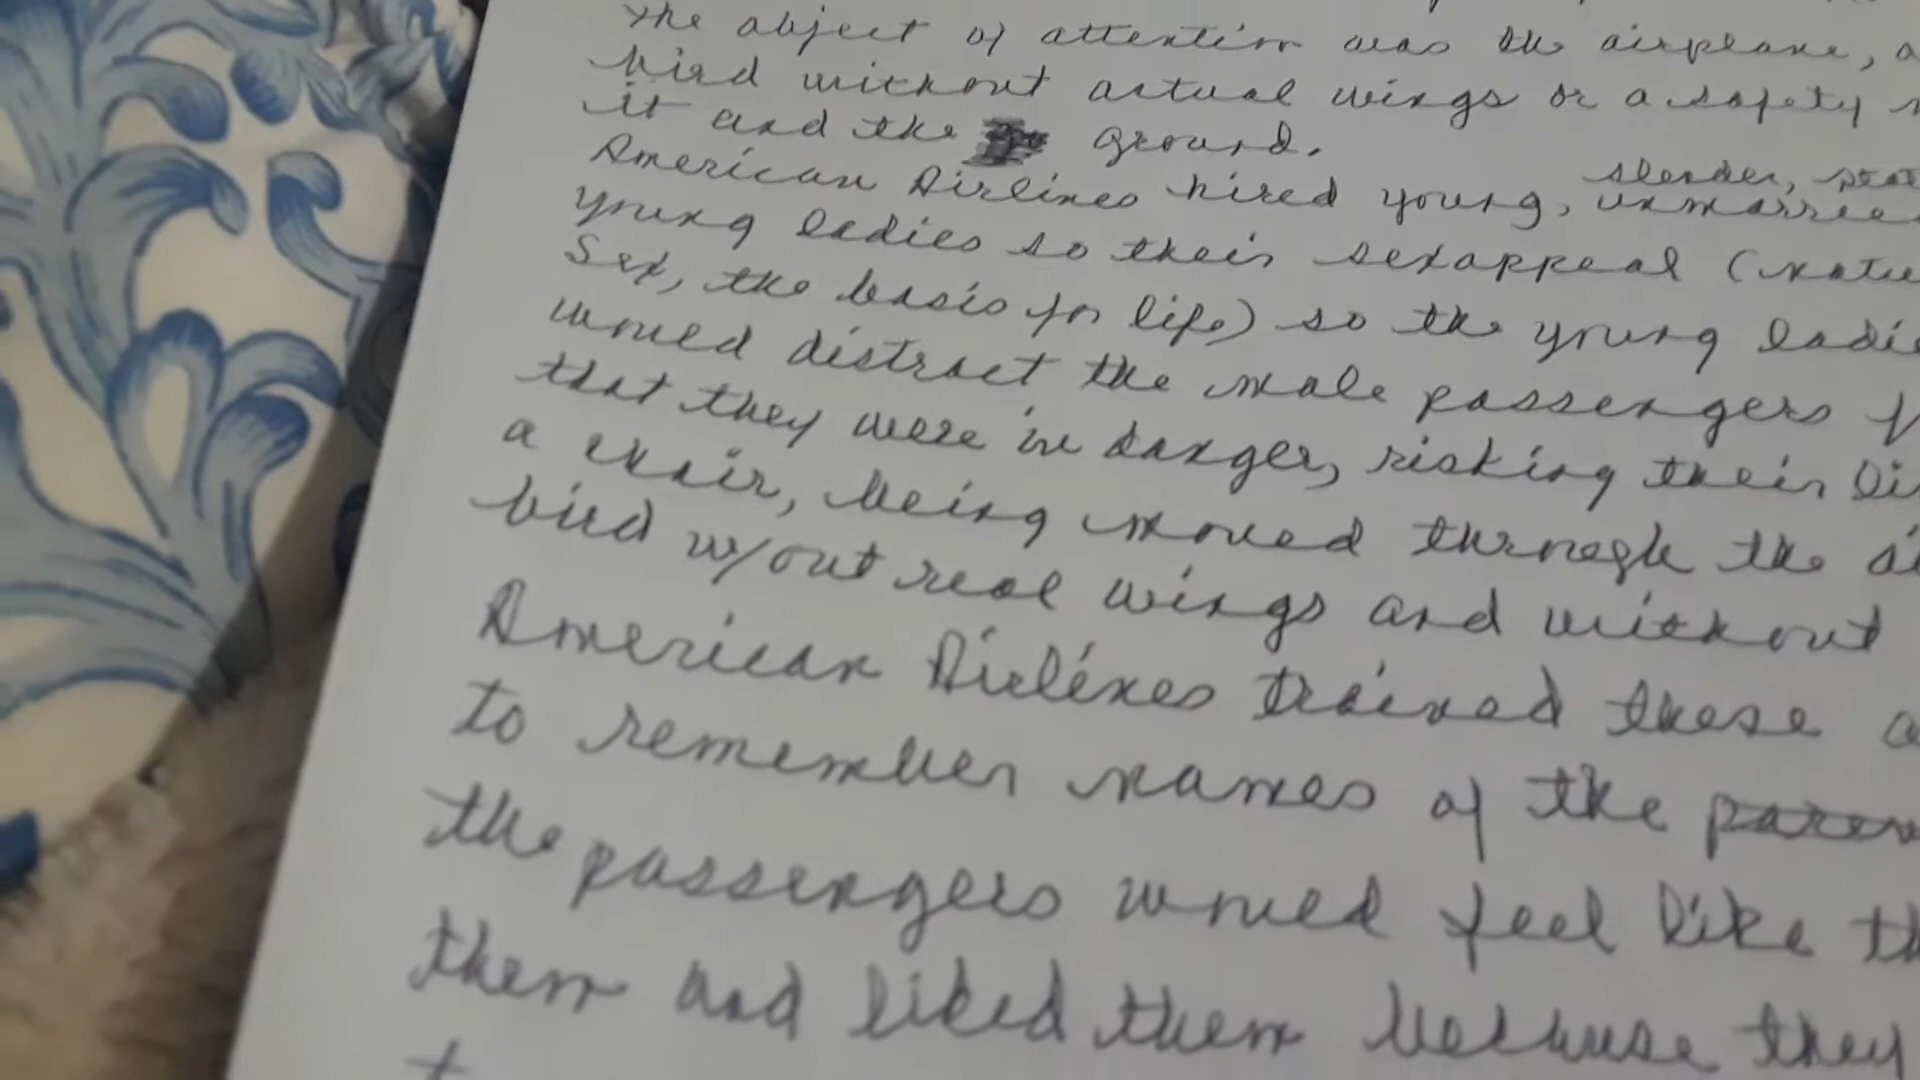 The object of attention was the airplane, a
bird without actual wings or a safety
it and the ground.
slender,
American Airlines hired young, unmarried
young ladies so their sexappeal (
Sex, the basis for life) so the young ladie
would distract the male passengers f
that they were in danger, risking their li
a chair, being moved through the ai
bird w/out real wings and without
American Airlines trained these a
to remember names of the
the passengers would feel like th
them and liked them because they